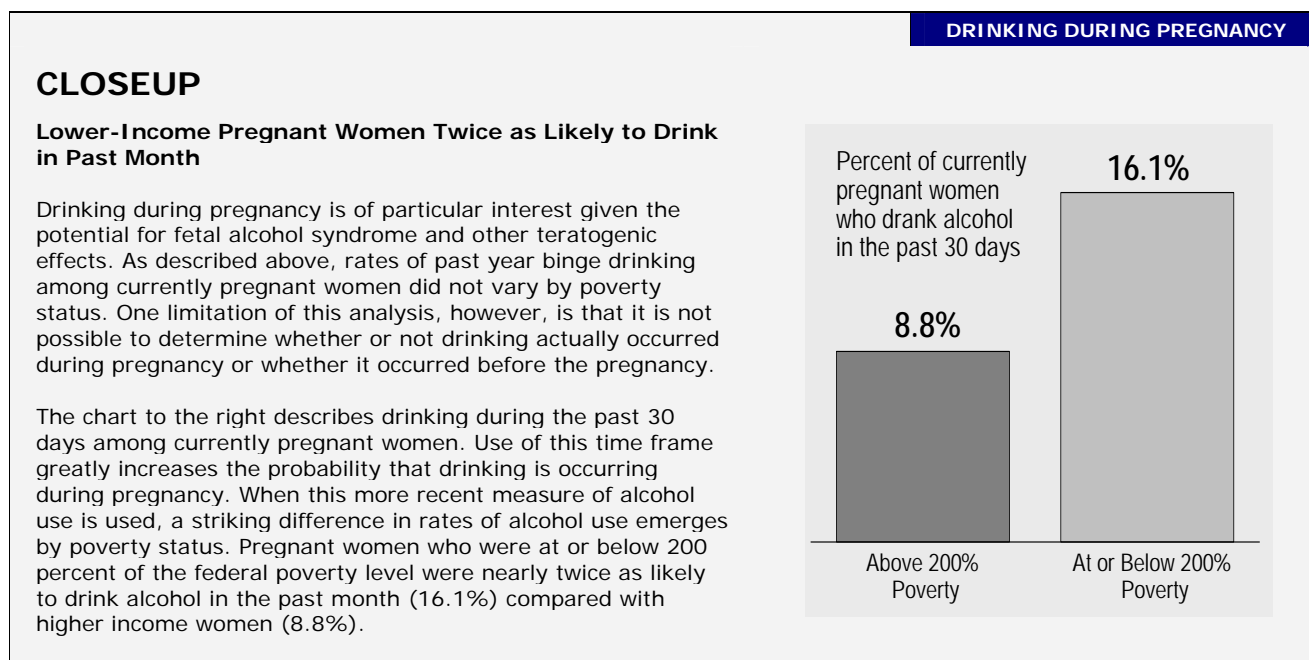 DRINKING DURING PREGNANCY
CLOSEUP
Lower-Income Pregnant Women Twice as Likely to Drink
in Past Month
Drinking during pregnancy is of particular interest given the
potential for fetal alcohol syndrome and other teratogenic
effects. As described above, rates of past year binge drinking
among currently pregnant women did not vary by poverty
status. One limitation of this analysis, however, is that it is not
possible to determine whether or not drinking actually occurred
during pregnancy or whether it occurred before the pregnancy.
The chart to the right describes drinking during the past 30
days among currently pregnant women. Use of this time frame
greatly increases the probability that drinking is occurring
during pregnancy. When this more recent measure of alcohol
use is used, a striking difference in rates of alcohol use emerges
by poverty status. Pregnant women who were at or below 200
percent of the federal poverty level were nearly twice as likely
to drink alcohol in the past month (16.1%) compared with
higher income women (8.8%).
Percent of currently
pregnant women
who drank alcohol
in the past 30 days
8.8%
16.1%
Above 200%
Poverty
At or Below 200%
Poverty